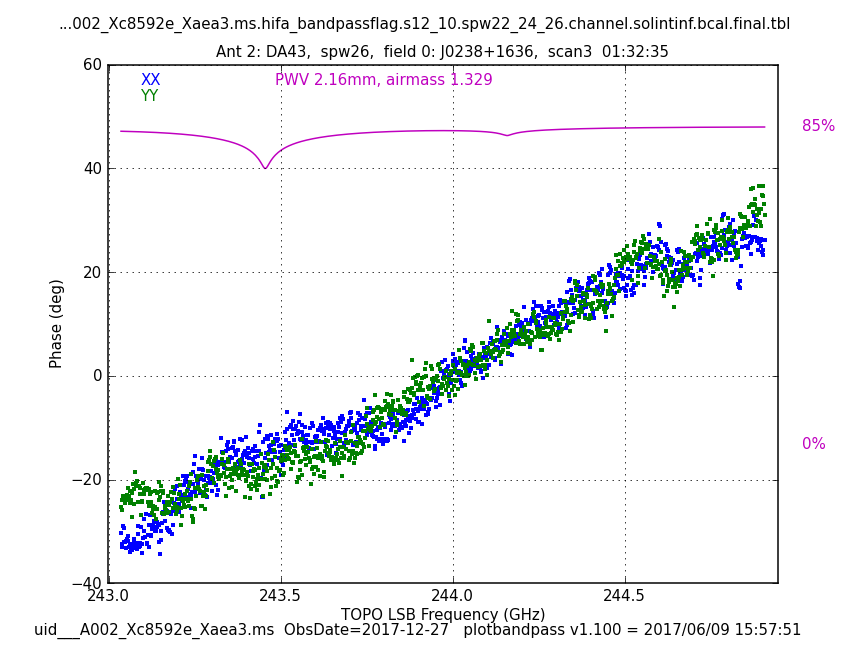 ...002_Xc8592e_Xaea3.ms.hifa_bandpassflag.s12_10.spw22_24_26.channel.solintinf.bcal.final.tbl
Ant 2: DA43,  spw26,  field 0: J0238+1636,  scan3  01:32:35
XX
YY
PWV 2.16mm, airmass 1.329
85%
0%
60
40
20
0
−20
−40
Phase (deg)
243.0
243.5
244.0
244.5
TOPO LSB Frequency (GHz)
uid___A002_Xc8592e_Xaea3.ms  ObsDate=2017-12-27   plotbandpass v1.100 = 2017/06/09 15:57:51